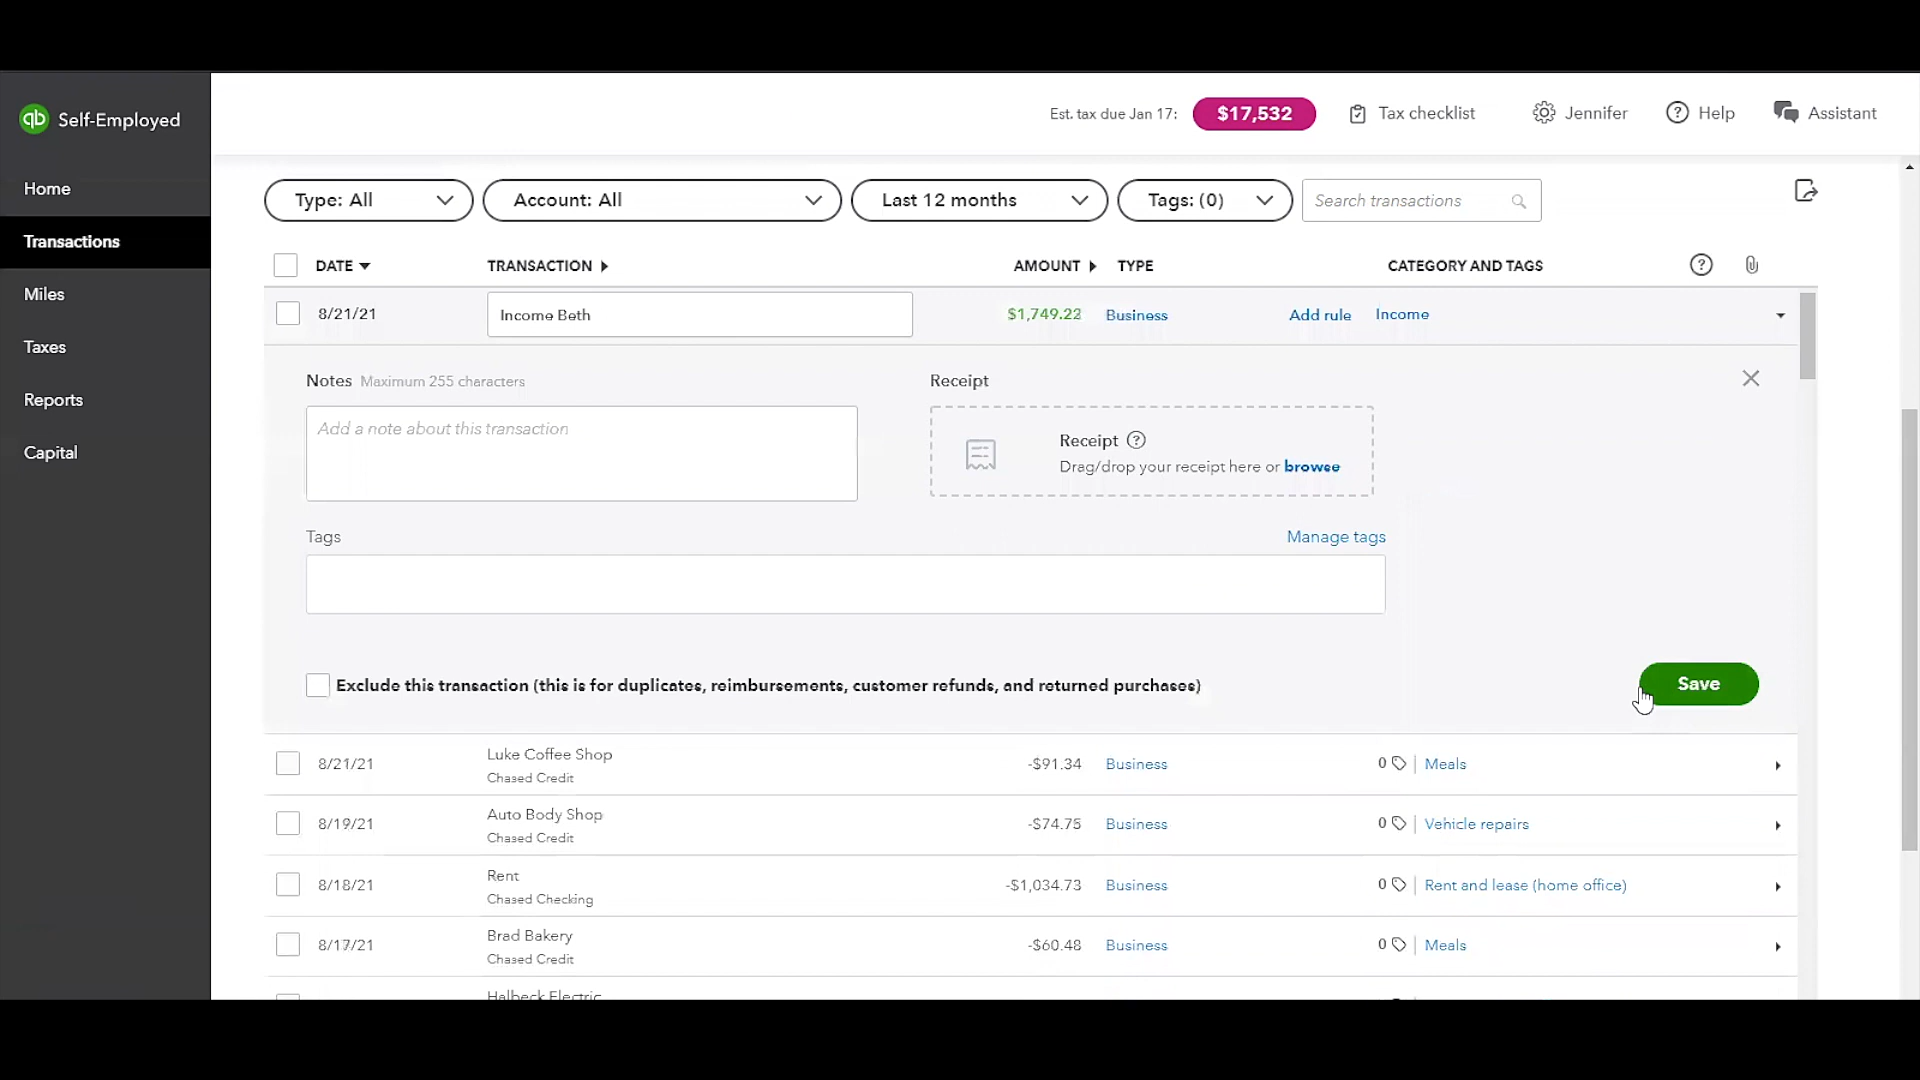 qb Self-Employed
Est. tax due Jan 17: $17,532 Tax checklist Jennifer ? Help Assistant
Home
Transactions
Miles
Taxes
Reports
Capital
Type: All Account: All Last 12 months Tags: (0) Search transactions
DATE TRANSACTION AMOUNT TYPE CATEGORY AND TAGS ?
8/21/21 Income Beth $1,749.22 Business Add rule Income
Notes Maximum 255 characters Receipt
Add a note about this transaction
Receipt ?
Drag/drop your receipt here or browse
Tags Manage tags
Exclude this transaction (this is for duplicates, reimbursements, customer refunds, and returned purchases) Save
8/21/21 Luke Coffee Shop -$91.34 Business 0 Meals
Chased Credit
8/19/21 Auto Body Shop -$74.75 Business 0 Vehicle repairs
Chased Credit
8/18/21 Rent -$1,034.73 Business 0 Rent and lease (home office)
Chased Checking
8/17/21 Brad Bakery -$60.48 Business 0 Meals
Chased Credit
Halbeck Electric